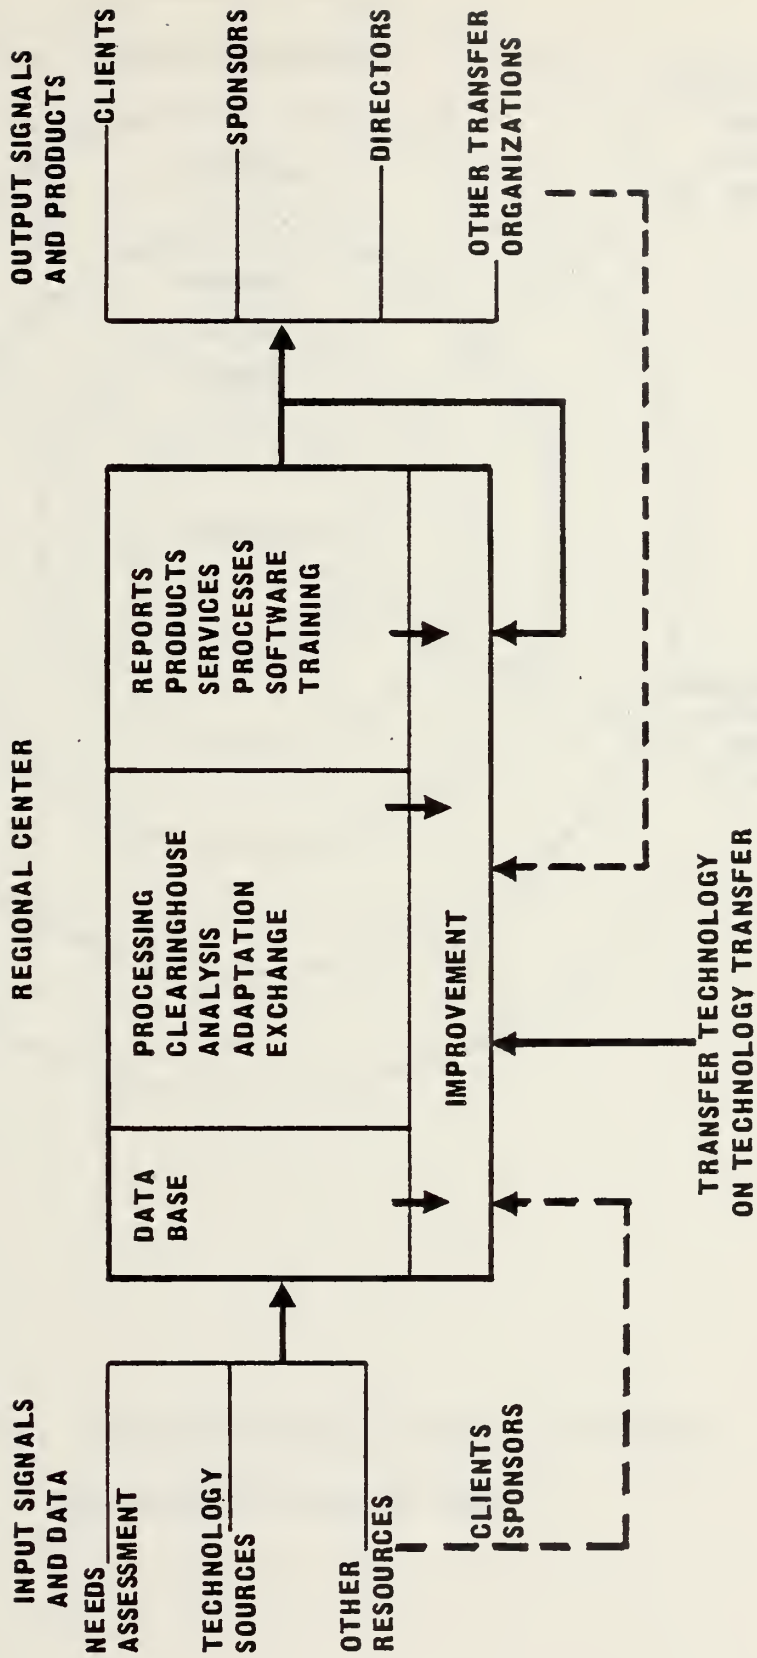 INPUT SIGNALS
AND DATA
REGIONAL CENTER
OUTPUT SIGNALS
AND PRODUCTS
NEEDS
ASSESSMENT
TECHNOLOGY
SOURCES
OTHER
RESOURCES
CLIENTS
SPONSORS
DATA
BASE
PROCESSING
CLEARINGHOUSE
ANALYSIS
ADAPTATION
EXCHANGE
REPORTS
PRODUCTS
SERVICES
PROCESSES
SOFTWARE
TRAINING
IMPROVEMENT
CLIENTS
SPONSORS
DIRECTORS
OTHER TRANSFER
ORGANIZATIONS
TRANSFER TECHNOLOGY
ON TECHNOLOGY TRANSFER